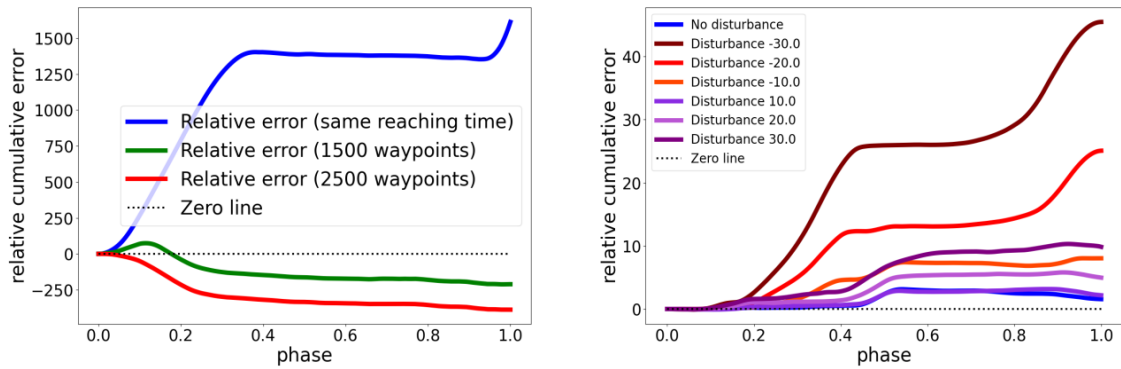 relative cumulative error
1500
1250
1000
750
500
250
0
−250
Relative error (same reaching time)
Relative error (1500 waypoints)
Relative error (2500 waypoints)
Zero line
0.0 0.2 0.4 0.6 0.8 1.0
phase
relative cumulative error
40
30
20
10
0
No disturbance
Disturbance -30.0
Disturbance -20.0
Disturbance -10.0
Disturbance 10.0
Disturbance 20.0
Disturbance 30.0
Zero line
0.0 0.2 0.4 0.6 0.8 1.0
phase